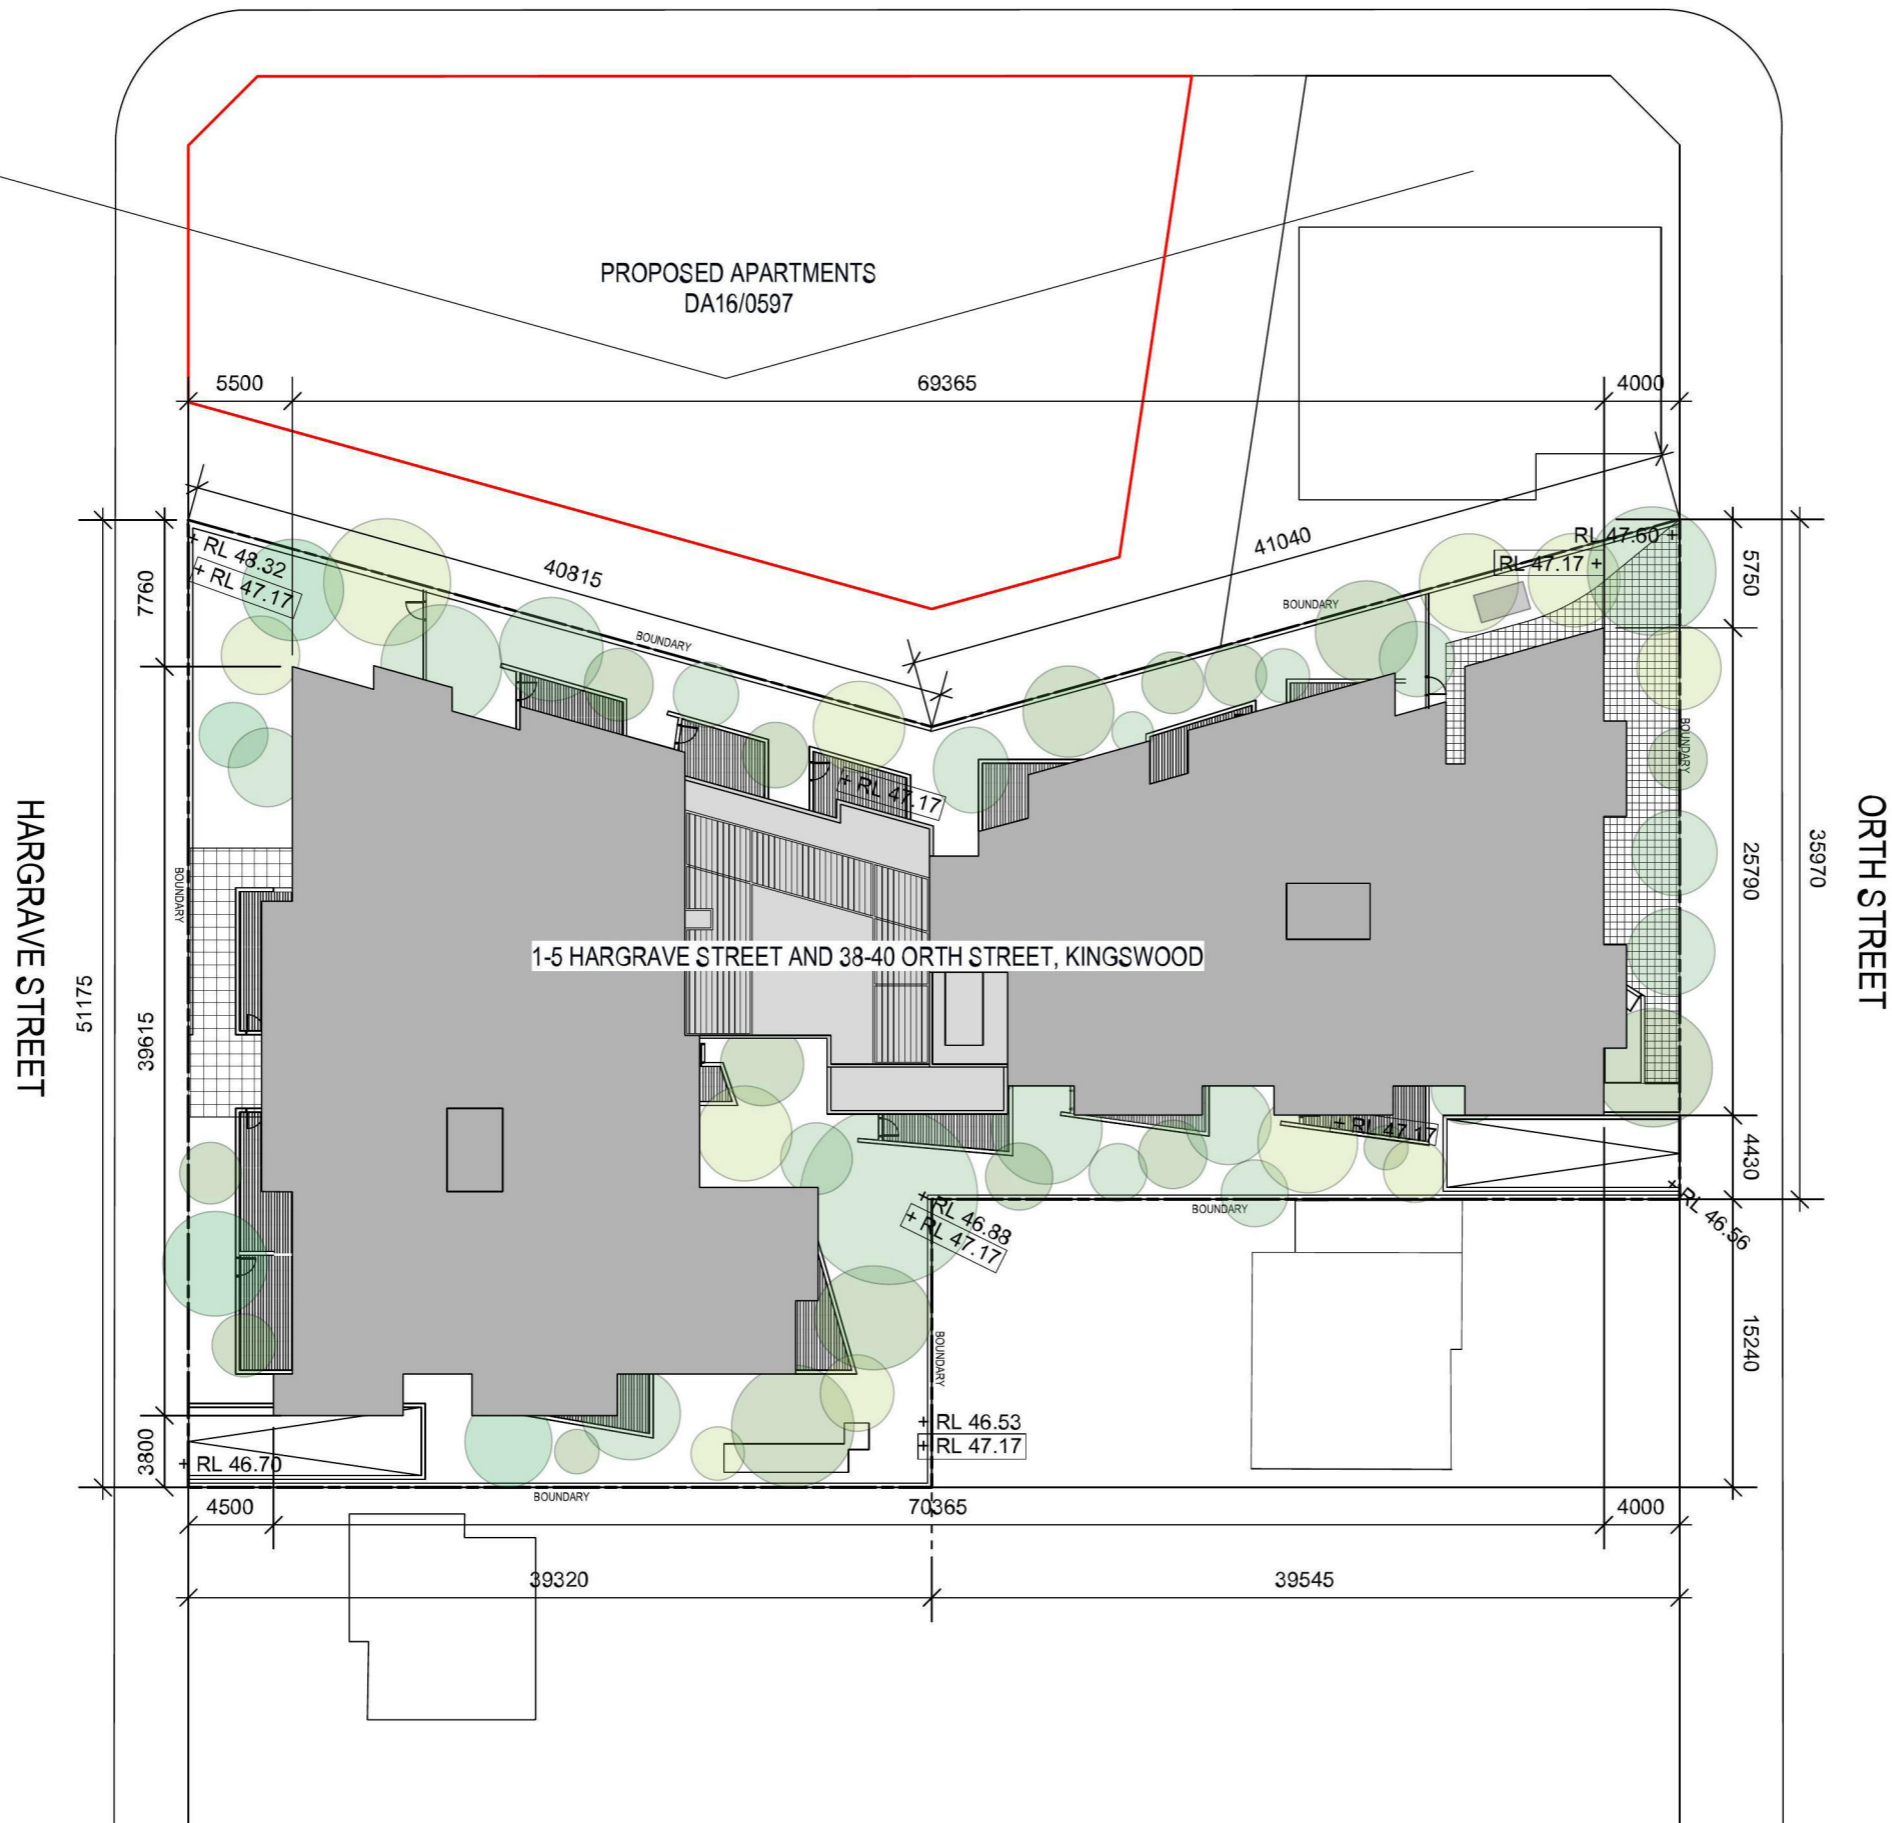 PROPOSED APARTMENTS
DA16/0597
5500
69365
4000
40815
41040
+ RL 48.32
+ RL 47.17
RL 47.60 +
RL 47.17 +
BOUNDARY
BOUNDARY
7760
5750
+ RL 47.17
BOUNDARY
BOUNDARY
HARGRAVE STREET
ORTH STREET
51175
39615
35970
25790
1-5 HARGRAVE STREET AND 38-40 ORTH STREET, KINGSWOOD
+ RL 47.17
4430
+ RL 46.88
+ RL 47.17
BOUNDARY
+ RL 46.56
15240
BOUNDARY
+ RL 46.53
+ RL 47.17
3800
+ RL 46.70
BOUNDARY
4500
70365
4000
39320
39545